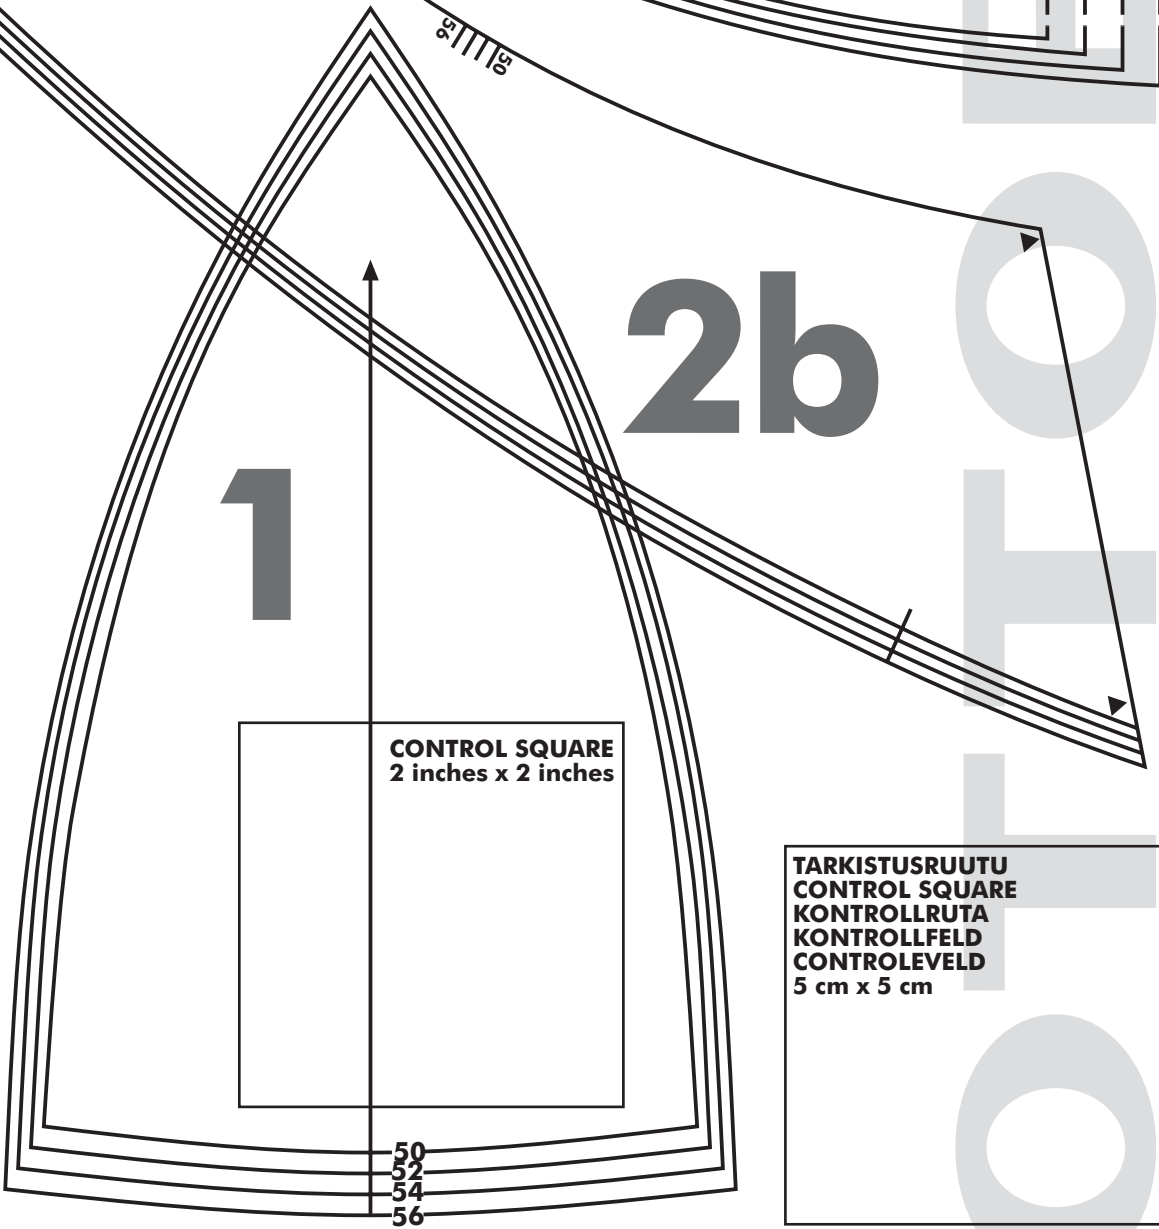 56
50
2b
1
CONTROL SQUARE
2 inches x 2 inches
TARKISTUSRUUTU
CONTROL SQUARE
KONTROLLRUTA
KONTROLLFELD
CONTROLEVELD
5 cm x 5 cm
50
52
54
56
OTTO